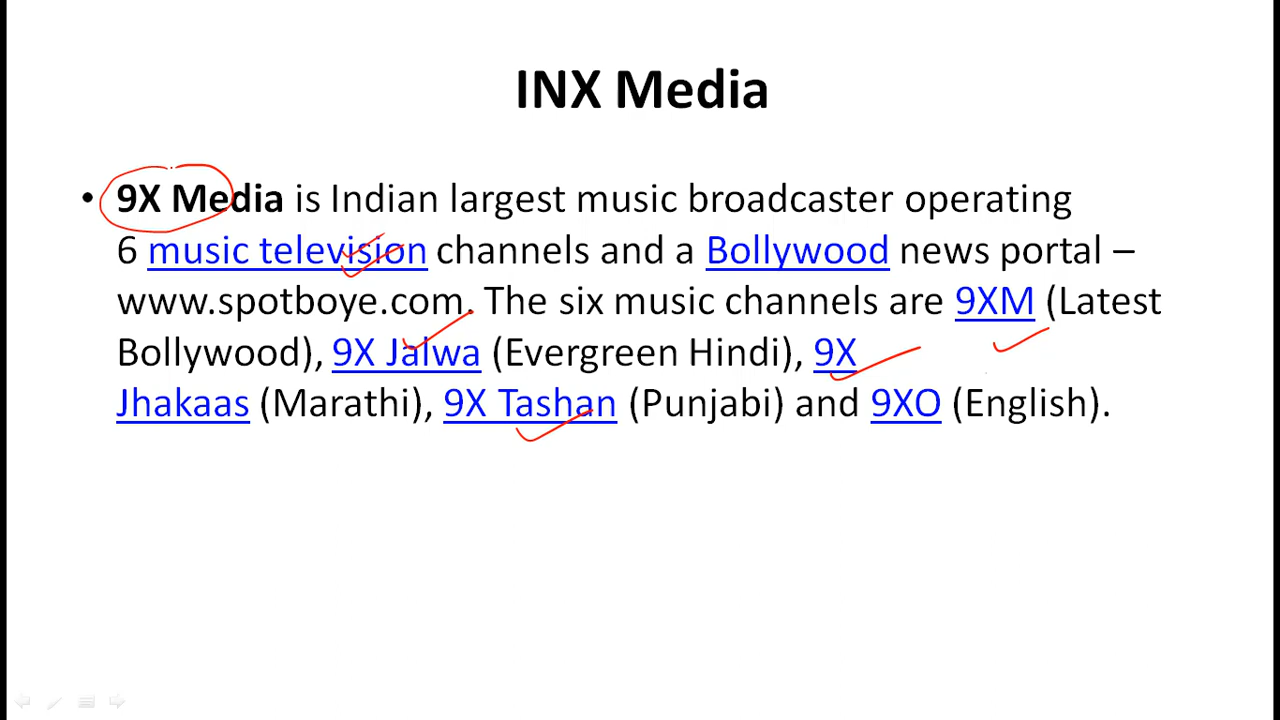 INX Media
• 9X Media is Indian largest music broadcaster operating
6 music television channels and a Bollywood news portal –
www.spotboye.com. The six music channels are 9XM (Latest
Bollywood), 9X Jalwa (Evergreen Hindi), 9X
Jhakaas (Marathi), 9X Tashan (Punjabi) and 9XO (English).